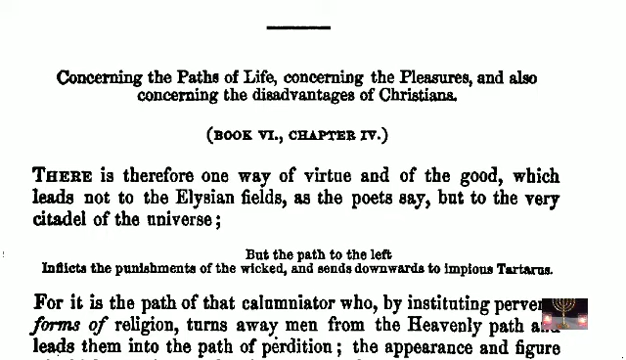 Concerning the Paths of Life, concerning the Pleasures, and also
concerning the disadvantages of Christians.
(BOOK VI., CHAPTER IV.)
THERE is therefore one way of virtue and of the good, which
leads not to the Elysian fields, as the poets say, but to the very
citadel of the universe;
But the path to the left
Inflicts the punishments of the wicked, and sends downwards to impious Tartarus.
For it is the path of that calumniator who, by instituting
forms of religion, turns away men from the Heavenly path
leads them into the path of perdition; the appearance and figure